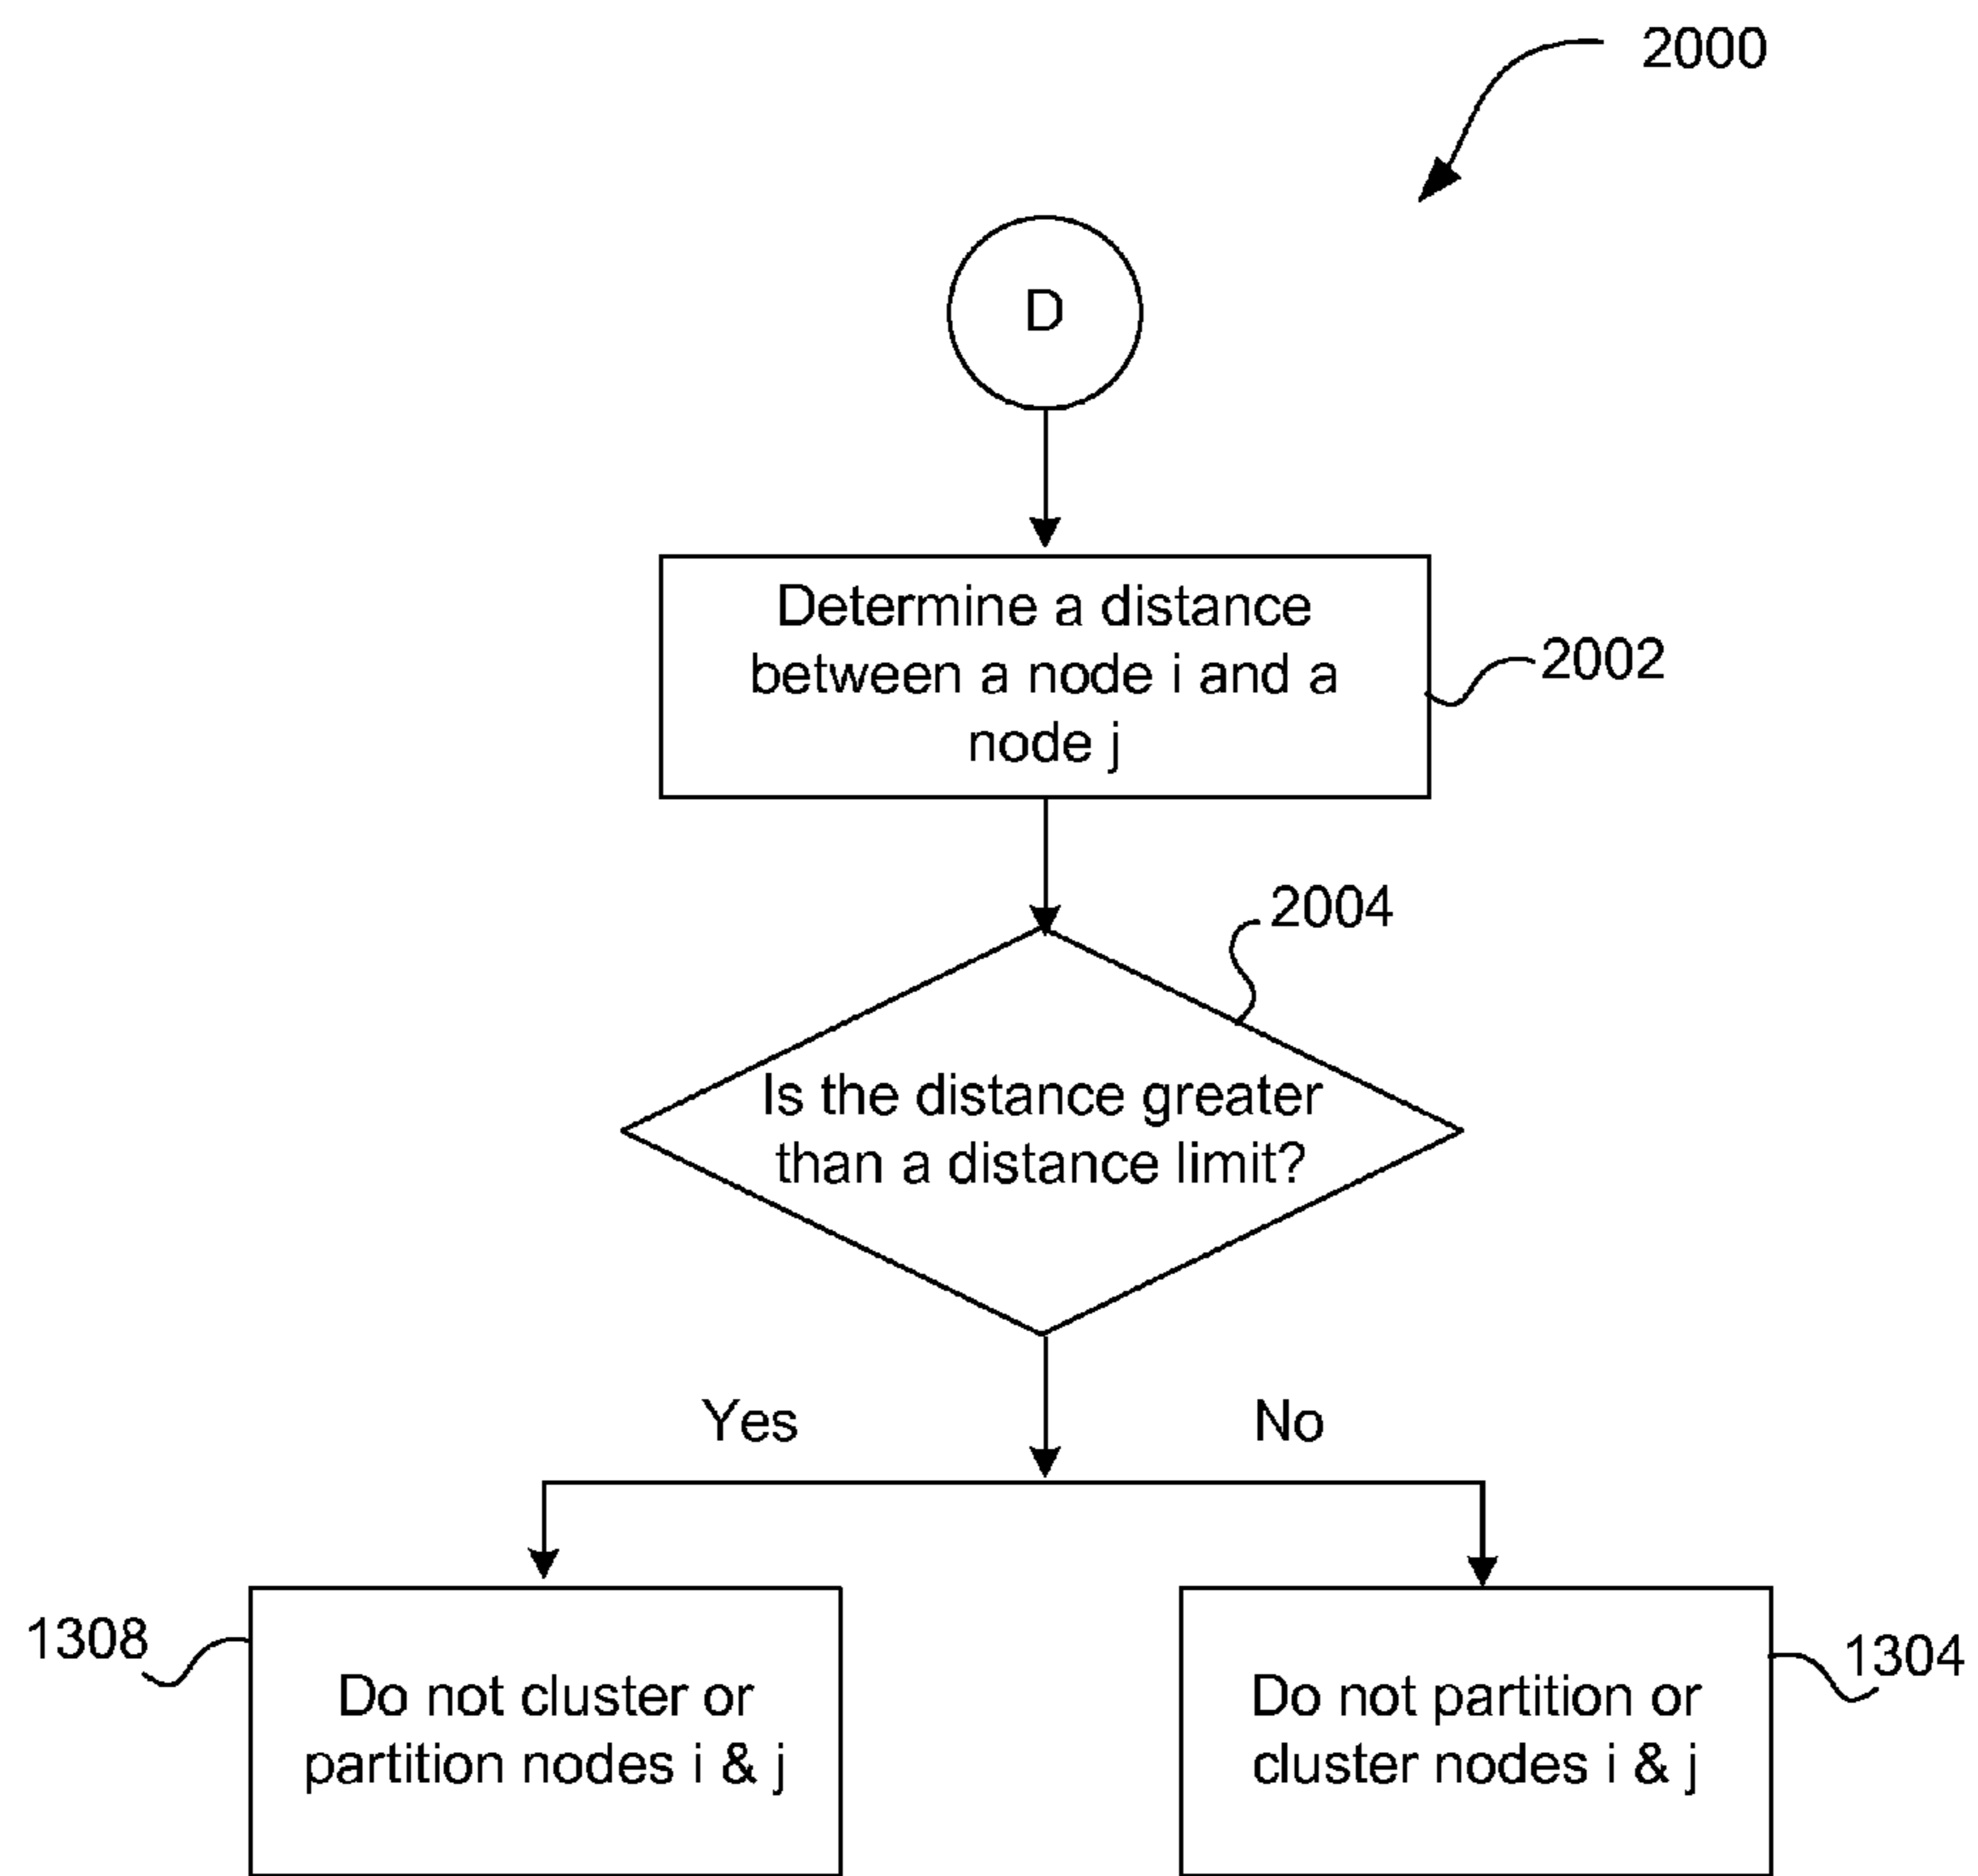 2000
D
Determine a distance
between a node i and a
node j
2002
2004
Is the distance greater
than a distance limit?
Yes
No
1308
Do not cluster or
partition nodes i & j
Do not partition or
cluster nodes i & j
1304